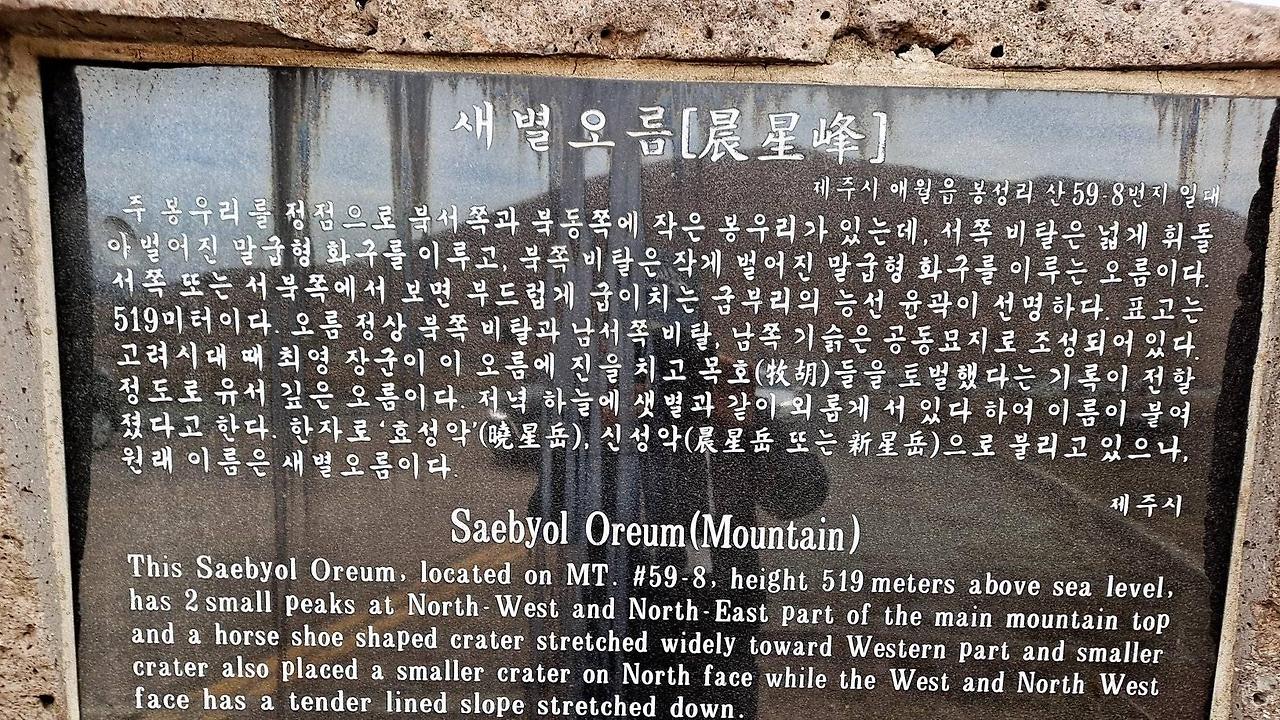 새별오름[晨星峰]
제주시 애월읍 봉성리 산59-8번지 일대
주 봉우리를 정점으로 북서쪽과 북동쪽에 작은 봉우리가 있는데, 서쪽 비탈은 넓게 휘돌
아 벌어진 말굽형 화구를 이루고, 북쪽 비탈은 작게 벌어진 말굽형 화구를 이루는 오름이다.
서쪽 또는 서북쪽에서 보면 부드럽게 굽이치는 굼부리의 능선 윤곽이 선명하다. 표고는
519미터이다. 오름 정상 북쪽 비탈과 남서쪽 비탈, 남쪽 기슭은 공동묘지로 조성되어 있다.
고려시대 때 최영 장군이 이 오름에 진을 치고 목호(牧胡)들을 토벌했다는 기록이 전할
정도로 유서 깊은 오름이다. 저녁 하늘에 샛별과 같이 외롭게 서 있다 하여 이름이 붙여
졌다고 한다. 한자로 '효성악'(曉星岳), 신성악(晨星岳 또는 新星岳)으로 불리고 있으나,
원래 이름은 새별오름이다.
제주시
Saebyol Oreum(Mountain)
This Saebyol Oreum, located on MT. #59-8, height 519 meters above sea level,
has 2 small peaks at North-West and North-East part of the main mountain top
and a horse shoe shaped crater stretched widely toward Western part and smaller
crater also placed a smaller crater on North face while the West and North West
face has a tender lined slope stretched down.